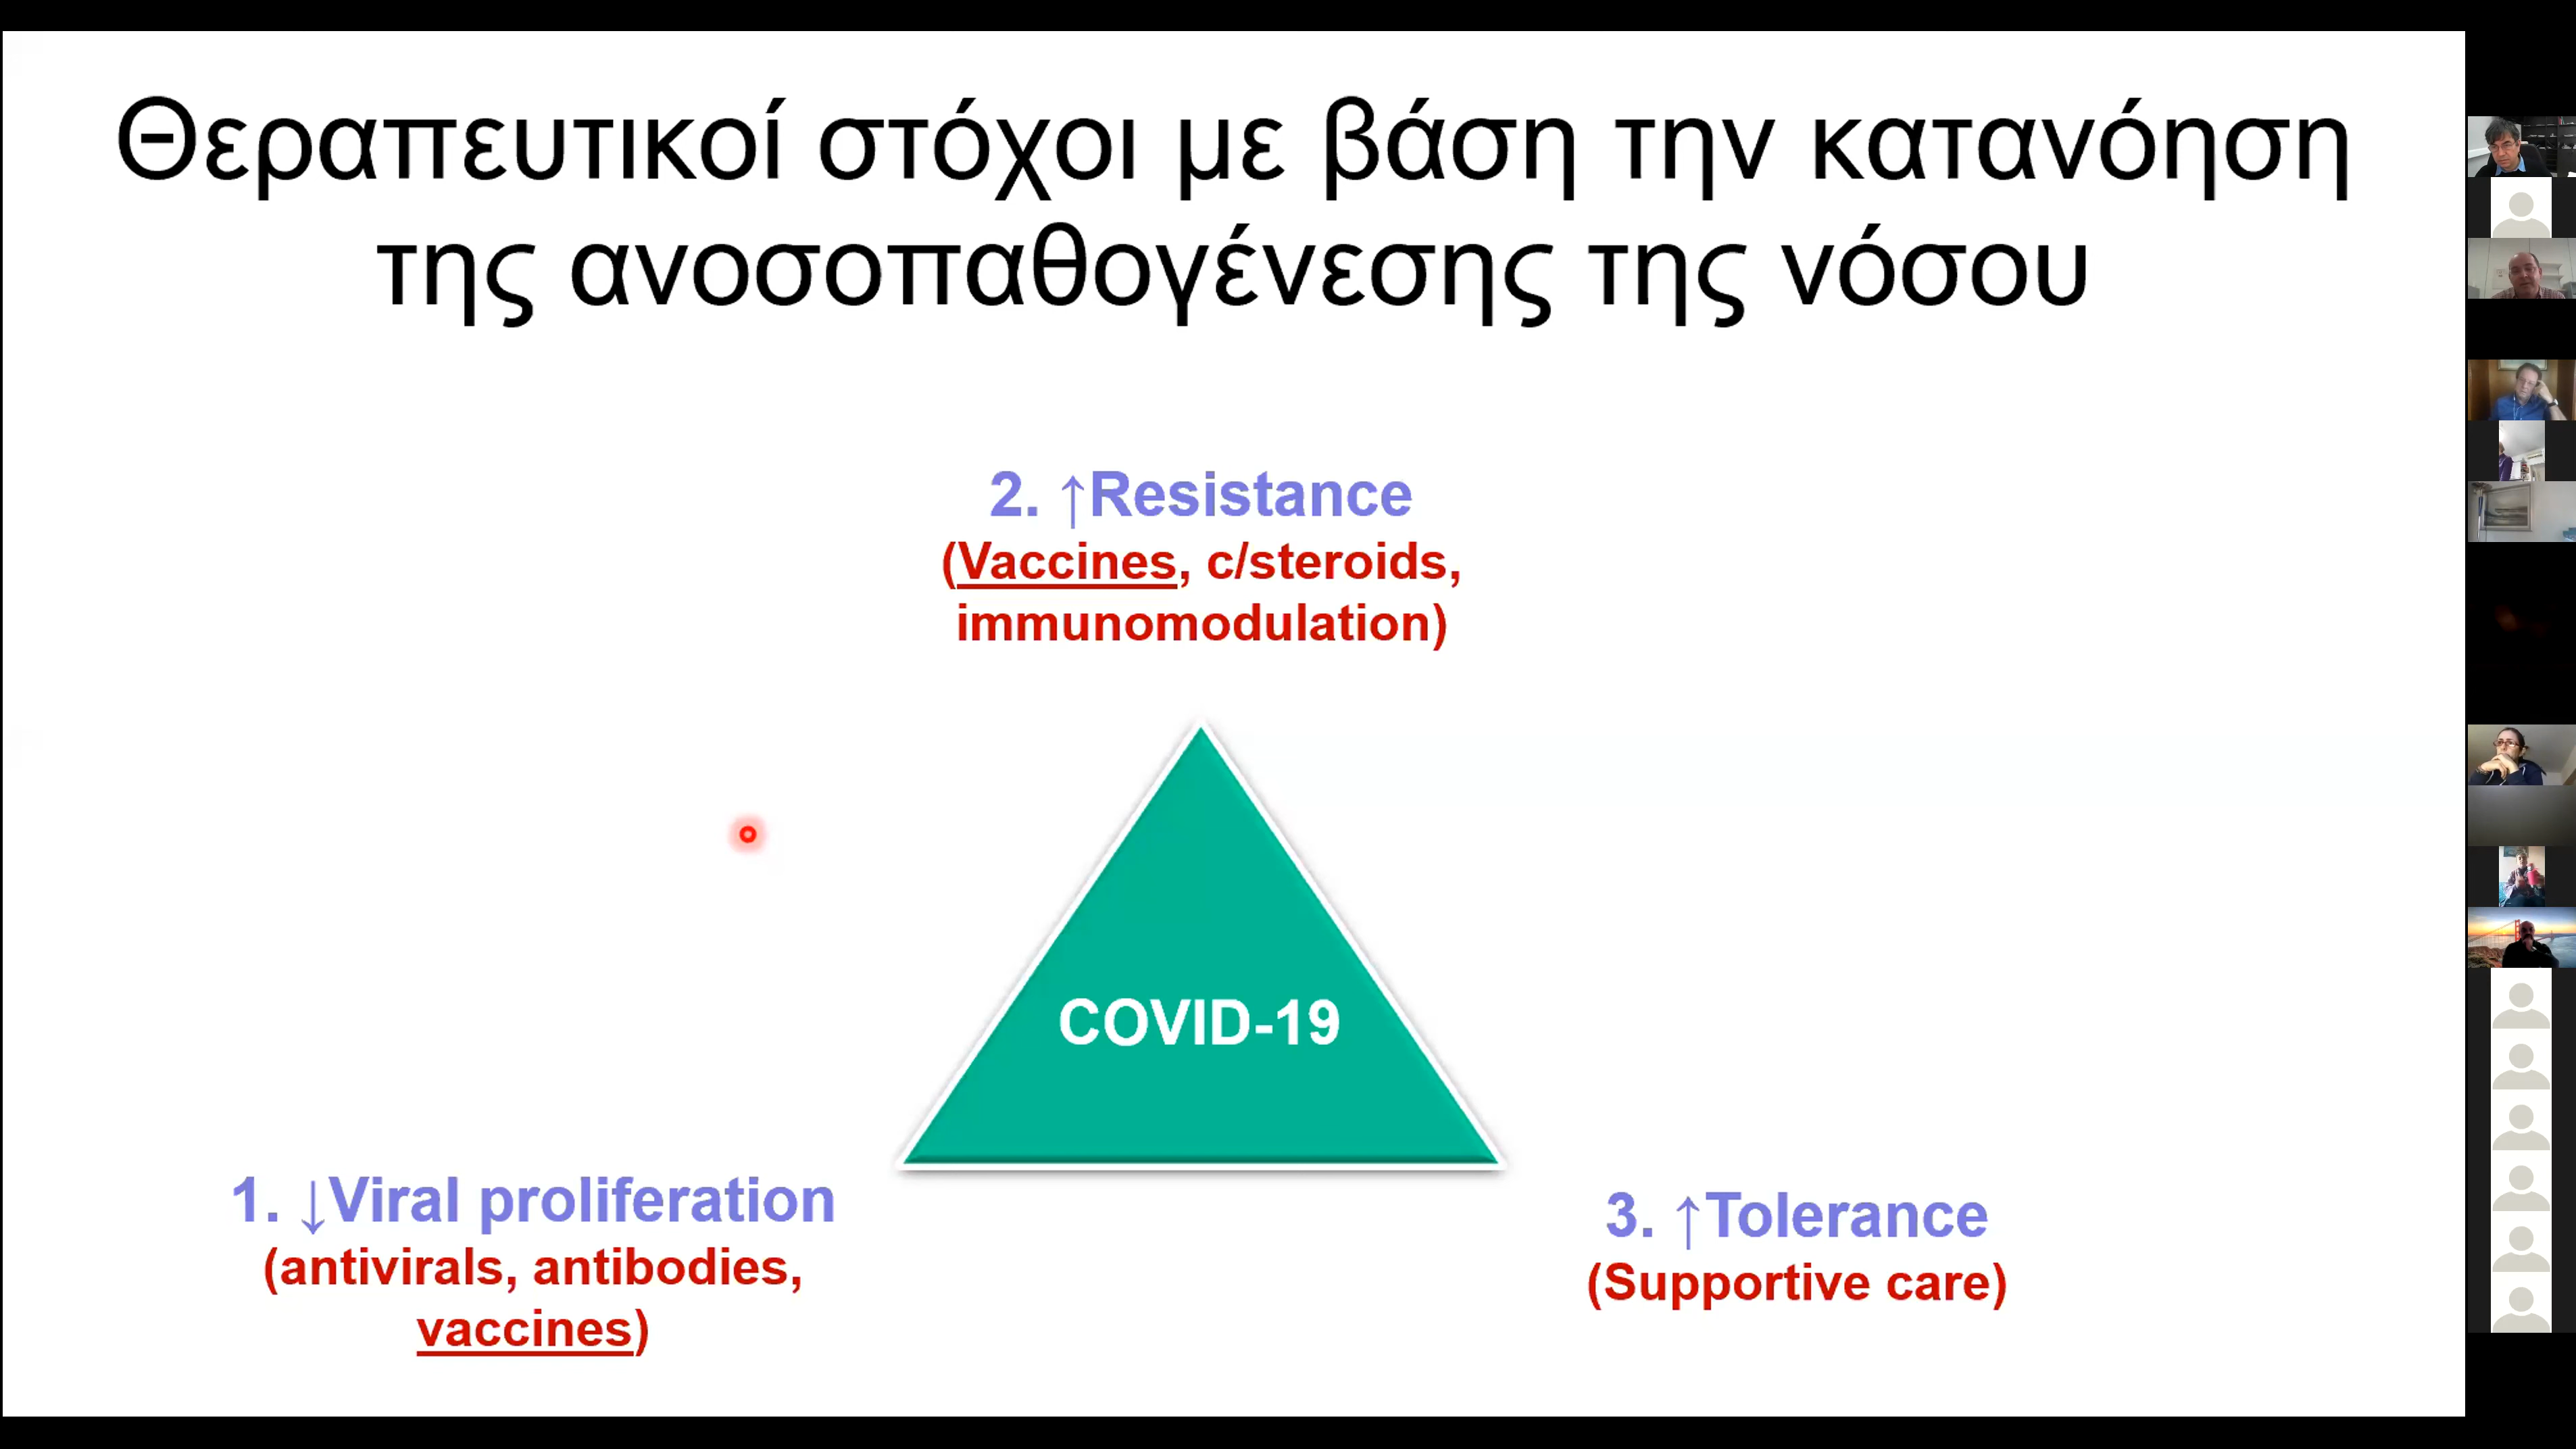 Θεραπευτικοί στόχοι με βάση την κατανόηση
της ανοσοπαθογένεσης της νόσου
2. ↑Resistance
(Vaccines, c/steroids,
immunomodulation)
COVID-19
1. ↓Viral proliferation
(antivirals, antibodies,
vaccines)
3. ↑Tolerance
(Supportive care)